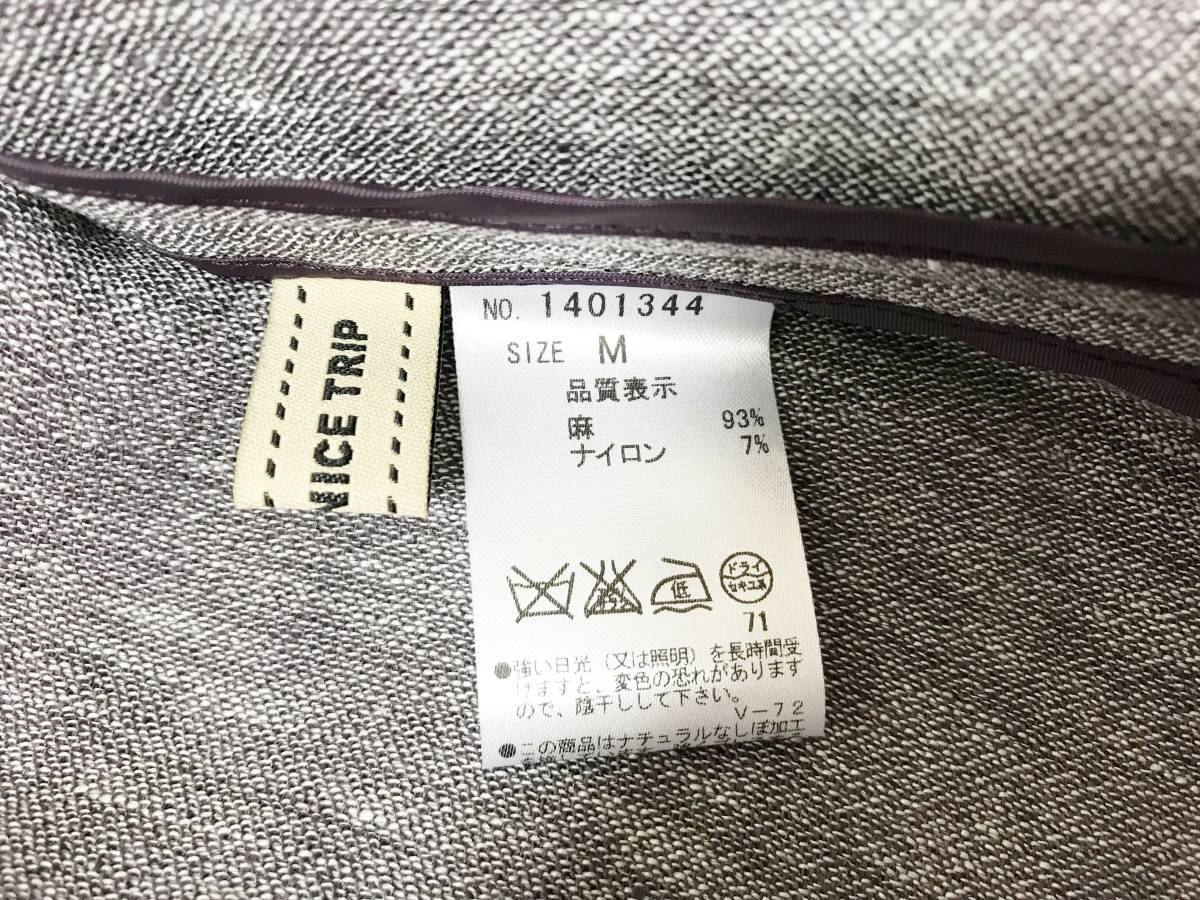 NICE TRIP
NO. 1401344
SIZE M
品質表示
麻 93%
ナイロン 7%
低
ドライ
セキユ系
71
●強い日光（又は照明）を長時間受
けますと、変色の恐れがあります
ので、陰干しして下さい。
V-72
●この商品はナチュラルなしぼ加工